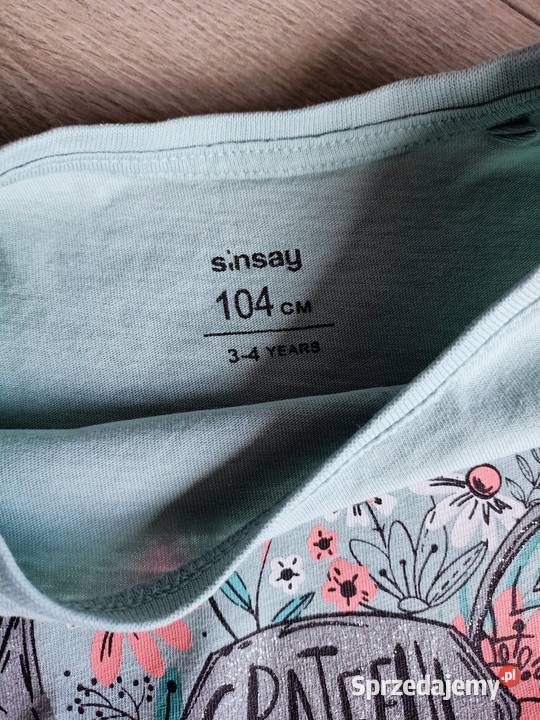 sinsay
104 CM
3-4 YEARS
Sprzedajemy.pl